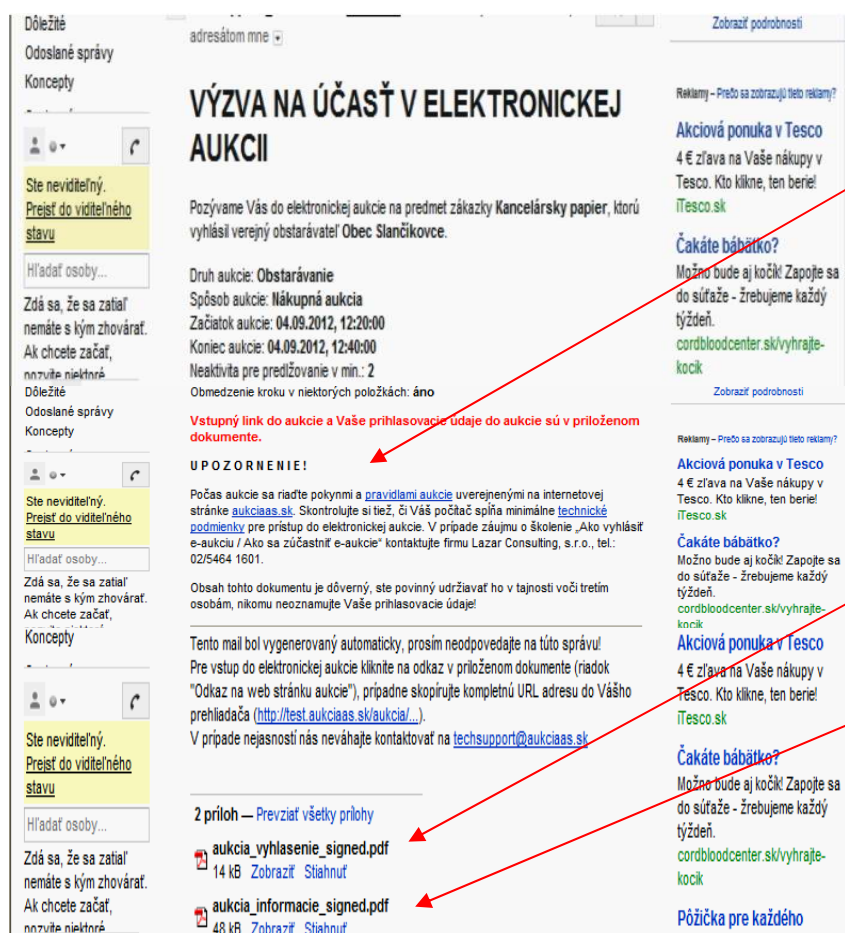 Dôležité
Odoslané správy
Koncepty
Ste neviditeľný.
Prejsť do viditeľného
stavu
Hľadať osoby...
Zdá sa, že sa zatiaľ
nemáte s kým zhovárať.
Ak chcete začať,
pozvite niektoré
Dôležité
Odoslané správy
Koncepty
Ste neviditeľný.
Prejsť do viditeľného
stavu
Hľadať osoby...
Zdá sa, že sa zatiaľ
nemáte s kým zhovárať.
Ak chcete začať,
Koncepty
Ste neviditeľný.
Prejsť do viditeľného
stavu
Hľadať osoby...
Zdá sa, že sa zatiaľ
nemáte s kým zhovárať.
Ak chcete začať,
pozvite niektoré
adresátom mne
VÝZVA NA ÚČASŤ V ELEKTRONICKEJ
AUKCII
Pozývame Vás do elektronickej aukcie na predmet zákazky Kancelársky papier, ktorú
vyhlásil verejný obstarávateľ Obec Slančíkovce.
Druh aukcie: Obstarávanie
Spôsob aukcie: Nákupná aukcia
Začiatok aukcie: 04.09.2012, 12:20:00
Koniec aukcie: 04.09.2012, 12:40:00
Neaktivita pre predlžovanie v min.: 2
Obmedzenie kroku v niektorých položkách: áno
Vstupný link do aukcie a Vaše prihlasovacie údaje do aukcie sú v priloženom
dokumente.
U P O Z O R N E N I E !
Počas aukcie sa riaďte pokynmi a pravidlami aukcie uverejnenými na internetovej
stránke aukciaas.sk. Skontrolujte si tiež, či Váš počítač spĺňa minimálne technické
podmienky pre prístup do elektronickej aukcie. V prípade záujmu o školenie „Ako vyhlásiť
e-aukciu / Ako sa zúčastniť e-aukcie“ kontaktujte firmu Lazar Consulting, s.r.o., tel.:
02/5464 1601.
Obsah tohto dokumentu je dôverný, ste povinný udržiavať ho v tajnosti voči tretím
osobám, nikomu neoznamujte Vaše prihlasovacie údaje!
Tento mail bol vygenerovaný automaticky, prosím neodpovedajte na túto správu!
Pre vstup do elektronickej aukcie kliknite na odkaz v priloženom dokumente (riadok
"Odkaz na web stránku aukcie"), prípadne skopírujte kompletnú URL adresu do Vášho
prehliadača (http://test.aukciaas.sk/aukcia/...).
V prípade nejasností nás neváhajte kontaktovať na techsupport@aukciaas.sk
2 príloh — Prevziať všetky prílohy
aukcia_vyhlasenie_signed.pdf
14 kB Zobraziť Stiahnuť
aukcia_informacie_signed.pdf
48 kB Zobraziť Stiahnuť
Zobraziť podrobnosti
Reklamy – Prečo sa zobrazujú tieto reklamy?
Akciová ponuka v Tesco
4 € zľava na Vaše nákupy v
Tesco. Kto klikne, ten berie!
iTesco.sk
Čakáte bábätko?
Možno bude aj kočík! Zapojte sa
do súťaže - žrebujeme každý
týždeň.
cordbloodcenter.sk/vyhrajte-
kocik
Zobraziť podrobnosti
Reklamy – Prečo sa zobrazujú tieto reklamy?
Akciová ponuka v Tesco
4 € zľava na Vaše nákupy v
Tesco. Kto klikne, ten berie!
iTesco.sk
Čakáte bábätko?
Možno bude aj kočík! Zapojte sa
do súťaže - žrebujeme každý
týždeň.
cordbloodcenter.sk/vyhrajte-
kocik
Akciová ponuka v Tesco
4 € zľava na Vaše nákupy v
Tesco. Kto klikne, ten berie!
iTesco.sk
Čakáte bábätko?
Možno bude aj kočík! Zapojte sa
do súťaže - žrebujeme každý
týždeň.
cordbloodcenter.sk/vyhrajte-
kocik
Pôžička pre každého